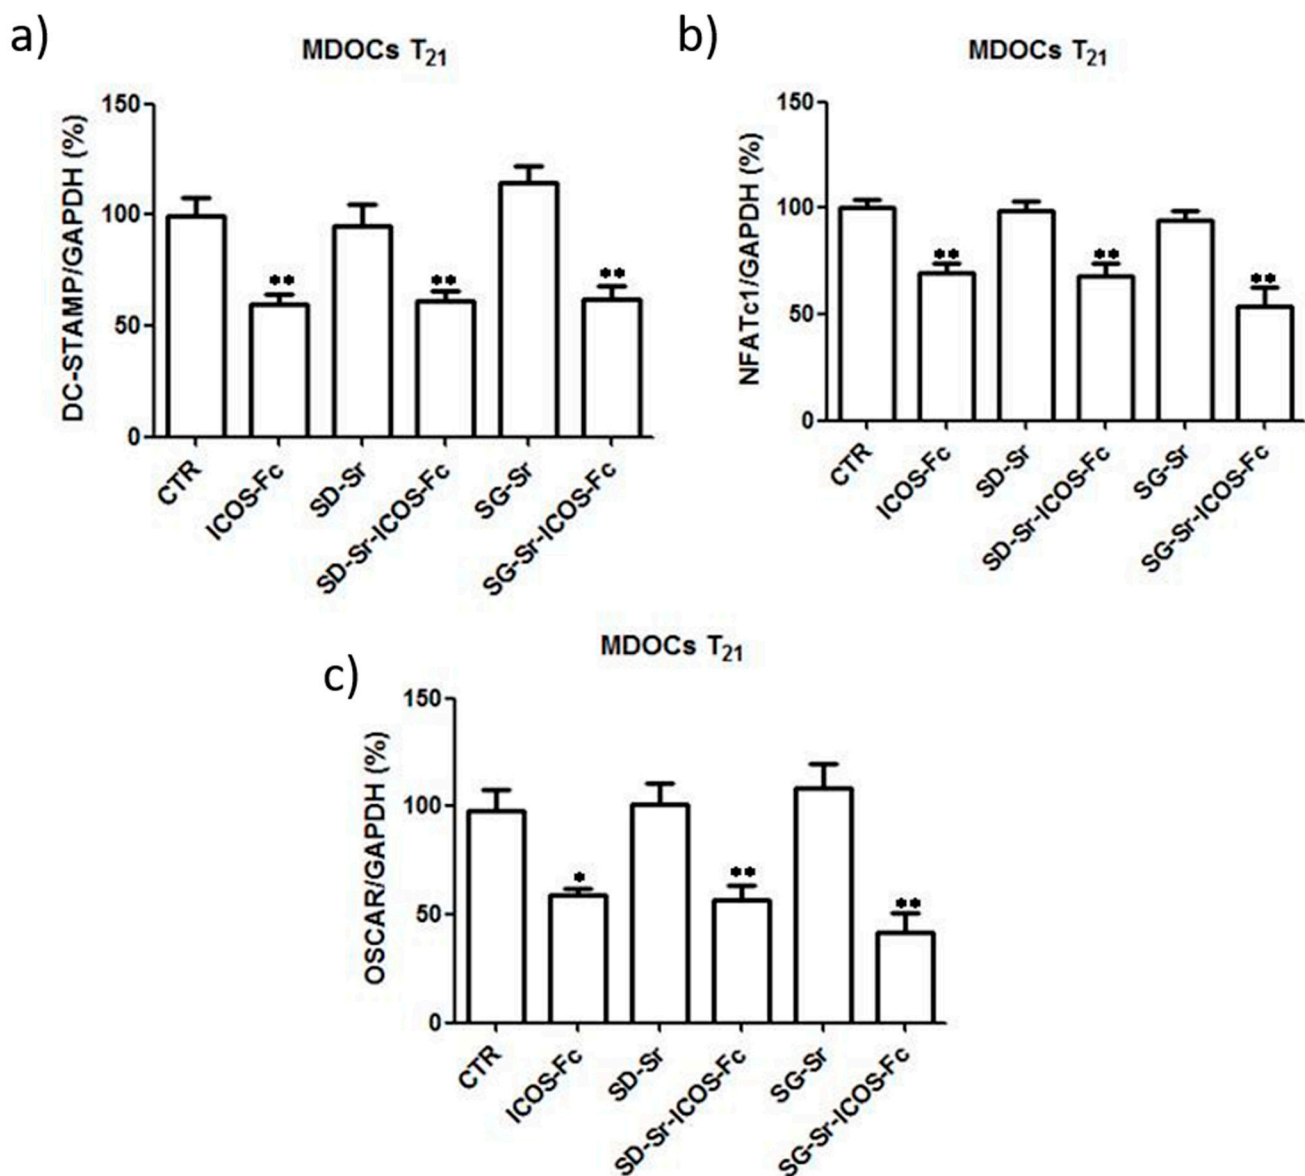 a)
MDOCs T21
DC-STAMP/GAPDH (%)
150
100
50
0
**
**
**
CTR
ICOS-Fc
SD-Sr
SD-Sr-ICOS-Fc
SG-Sr
SG-Sr-ICOS-Fc
b)
MDOCs T21
NFATc1/GAPDH (%)
150
100
50
0
**
**
**
CTR
ICOS-Fc
SD-Sr
SD-Sr-ICOS-Fc
SG-Sr
SG-Sr-ICOS-Fc
c)
MDOCs T21
OSCAR/GAPDH (%)
150
100
50
0
*
**
**
CTR
ICOS-Fc
SD-Sr
SD-Sr-ICOS-Fc
SG-Sr
SG-Sr-ICOS-Fc